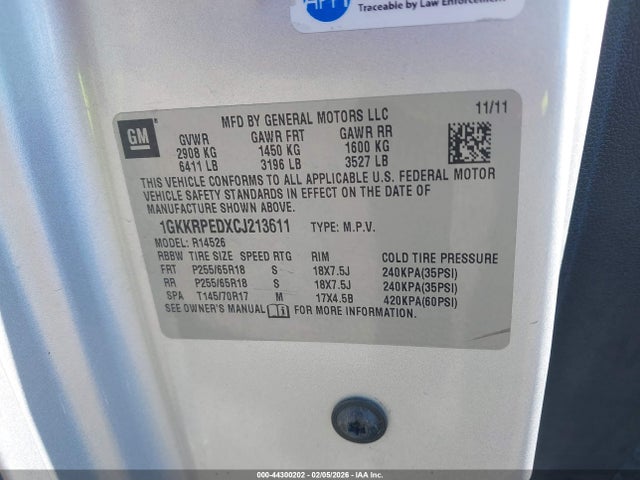 Traceable by Law Enforcement
GM
MFD BY GENERAL MOTORS LLC 11/11
GVWR GAWR FRT GAWR RR
2908 KG 1450 KG 1600 KG
6411 LB 3196 LB 3527 LB
THIS VEHICLE CONFORMS TO ALL APPLICABLE U.S. FEDERAL MOTOR
VEHICLE SAFETY STANDARDS IN EFFECT ON THE DATE OF
MANUFACTURE SHOWN ABOVE.
1GKKRPEDXCJ213611 TYPE: M.P.V.
MODEL: R14526
RBBW TIRE SIZE SPEED RTG RIM COLD TIRE PRESSURE
FRT P255/65R18 S 18X7.5J 240KPA(35PSI)
RR P255/65R18 S 18X7.5J 240KPA(35PSI)
SPA T145/70R17 M 17X4.5B 420KPA(60PSI)
SEE OWNER'S MANUAL FOR MORE INFORMATION.
000-44300202 - 02/05/2026 - IAA Inc.